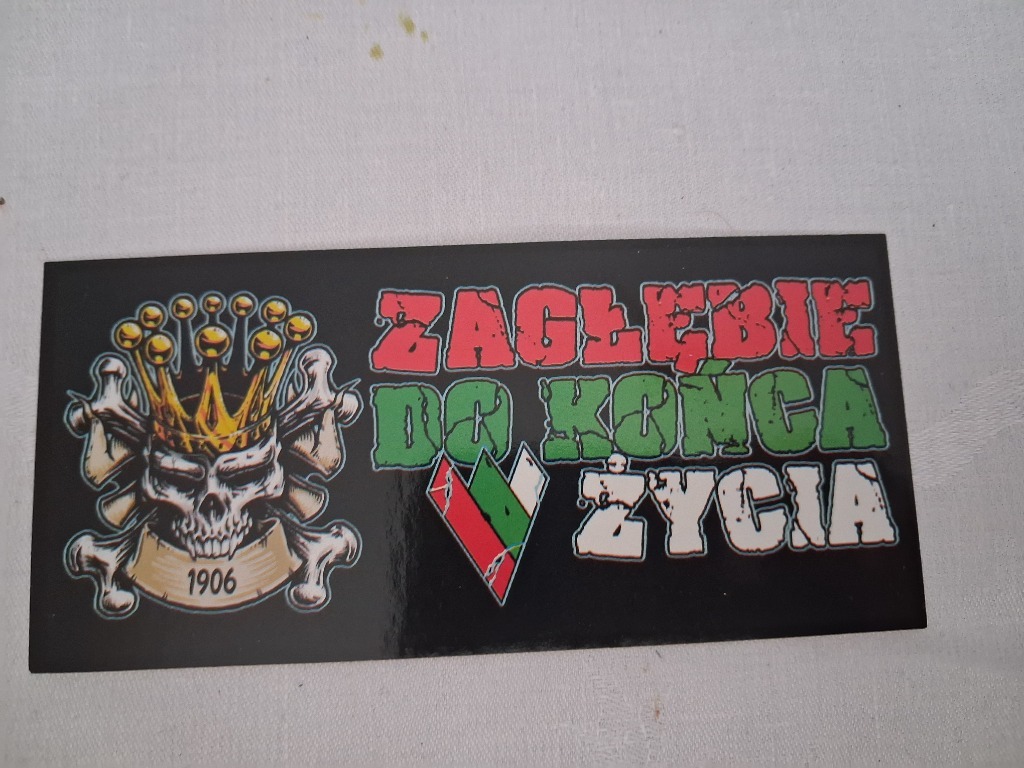 ZAGŁĘBIE
DO KOŃCA
ŻYCIA
1906